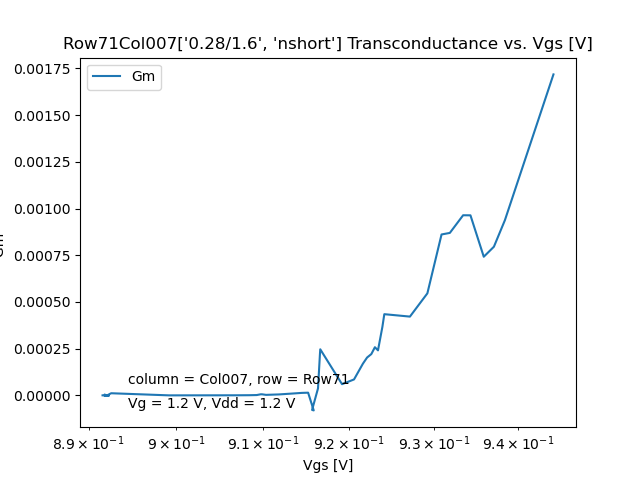 Row71Col007['0.28/1.6', 'nshort'] Transconductance vs. Vgs [V]
Gm
0.00175
0.00150
0.00125
0.00100
0.00075
0.00050
0.00025
0.00000
Gm
column = Col007, row = Row71
Vg = 1.2 V, Vdd = 1.2 V
8.9 × 10⁻¹ 9 × 10⁻¹ 9.1 × 10⁻¹ 9.2 × 10⁻¹ 9.3 × 10⁻¹ 9.4 × 10⁻¹
Vgs [V]